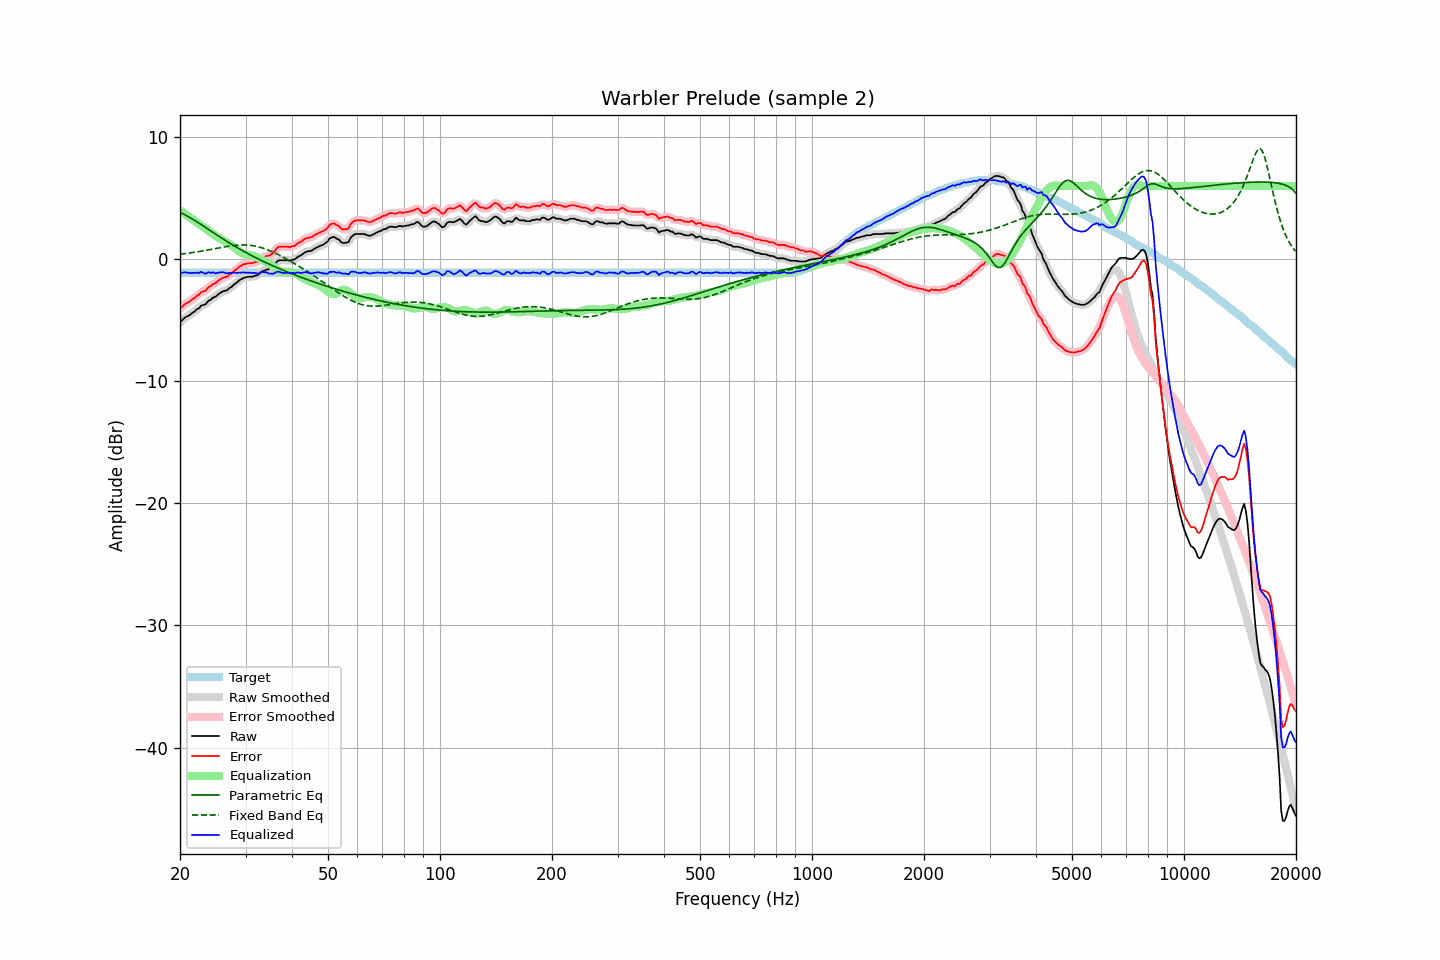 Warbler Prelude (sample 2)
10
0
−10
−20
−30
−40
Amplitude (dBr)
Target
Raw Smoothed
Error Smoothed
Raw
Error
Equalization
Parametric Eq
Fixed Band Eq
Equalized
20 50 100 200 500 1000 2000 5000 10000 20000
Frequency (Hz)